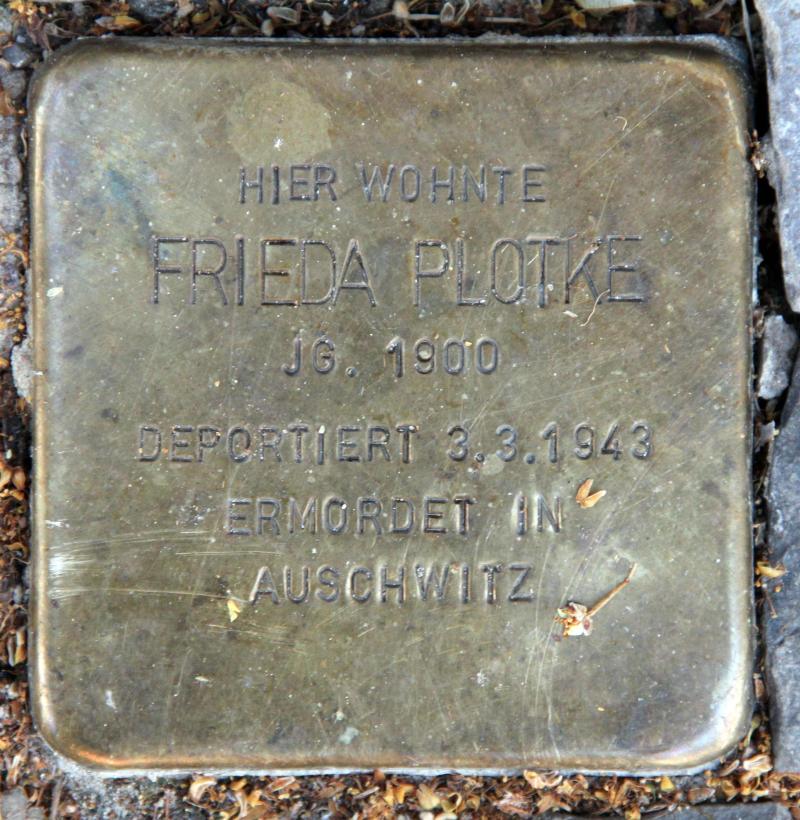 HIER WOHNTE
FRIEDA PLOTKE
JG. 1900
DEPORTIERT 3.3.1943
ERMORDET IN
AUSCHWITZ